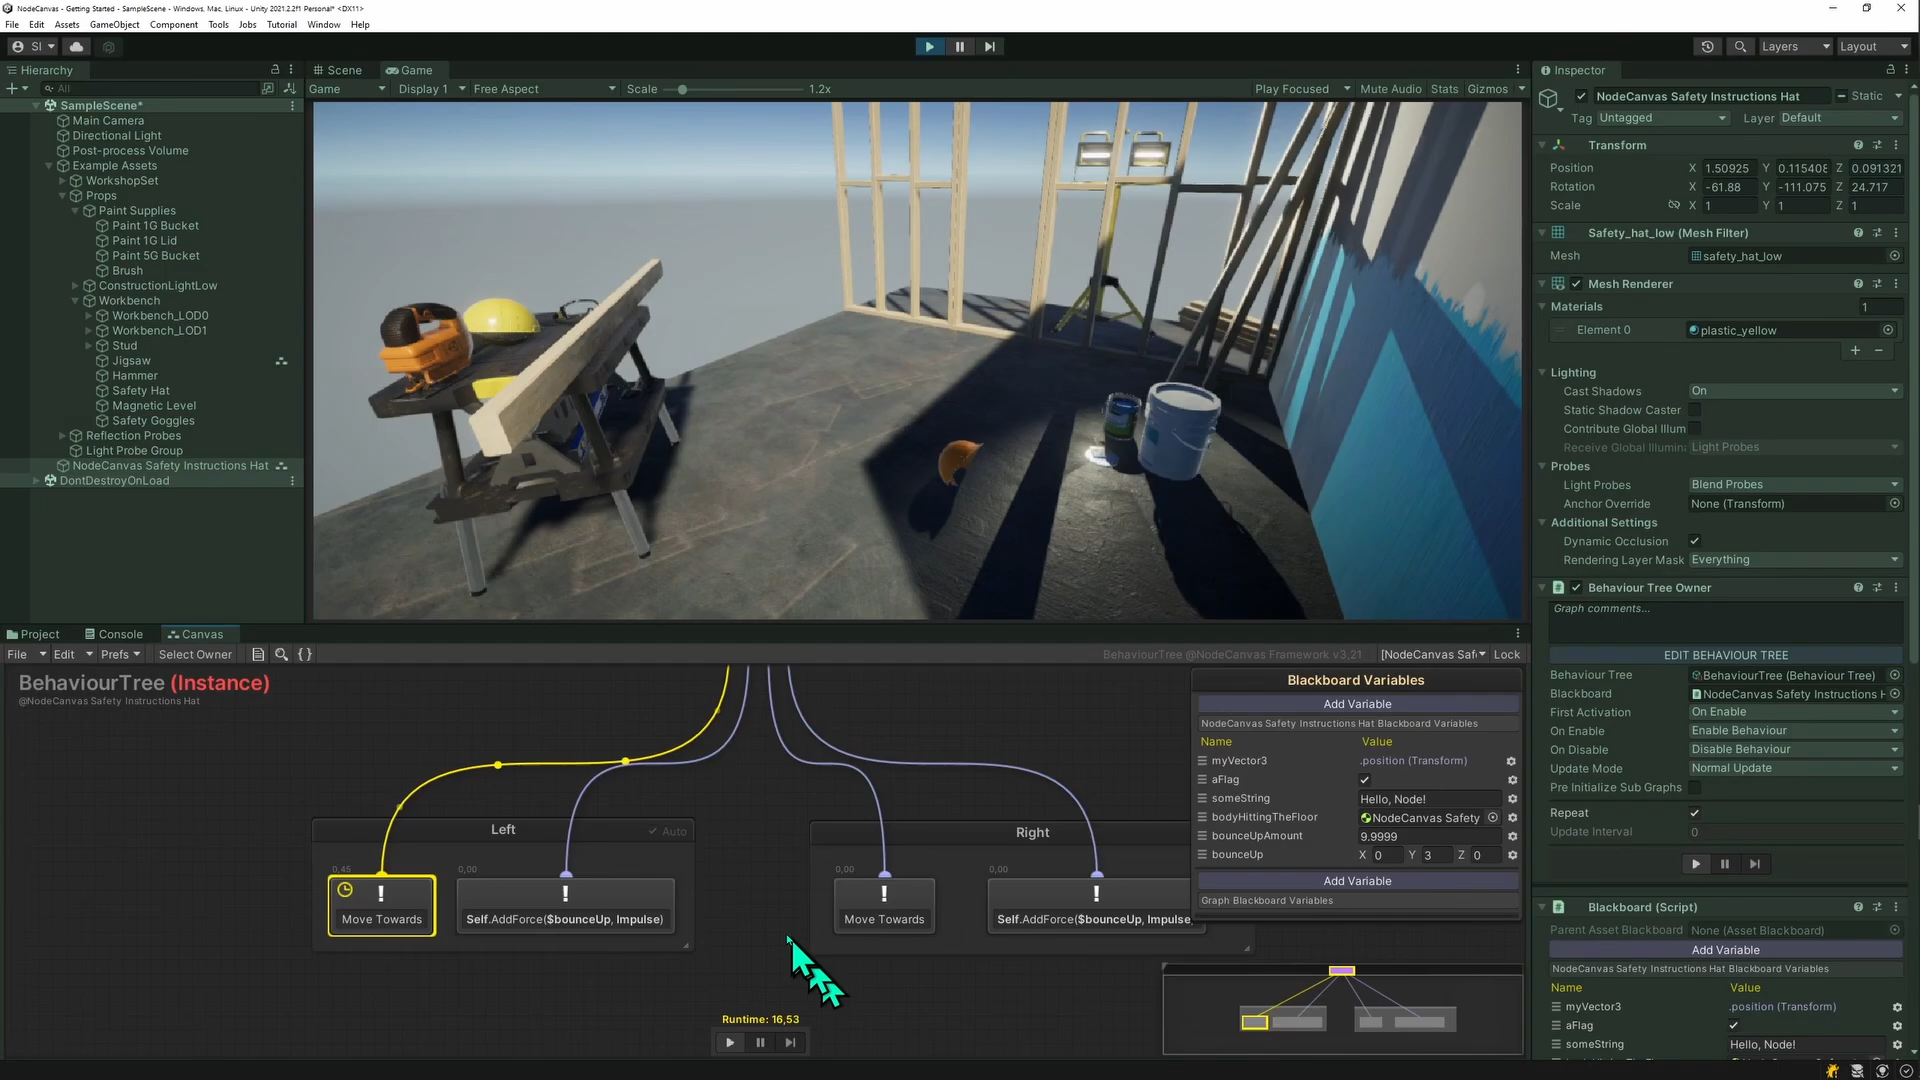 NodeCanvas - Getting Started - SampleScene - Windows, Mac, Linux - Unity 2021.2.2f1 Personal* <DX11>
File Edit Assets GameObject Component Tools Jobs Tutorial Window Help
SI Layers Layout
Hierarchy
All
SampleScene*
Main Camera
Directional Light
Post-process Volume
Example Assets
WorkshopSet
Props
Paint Supplies
Paint 1G Bucket
Paint 1G Lid
Paint 5G Bucket
Brush
ConstructionLightLow
Workbench
Workbench_LOD0
Workbench_LOD1
Stud
Jigsaw
Hammer
Safety Hat
Magnetic Level
Safety Goggles
Reflection Probes
Light Probe Group
NodeCanvas Safety Instructions Hat
DontDestroyOnLoad
Scene Game
Game Display 1 Free Aspect Scale 1.2x Play Focused Mute Audio Stats Gizmos
Project Console Canvas
File Edit Prefs Select Owner { } BehaviourTree @NodeCanvas Framework v3,21 [NodeCanvas Saf Lock
BehaviourTree (Instance)
@NodeCanvas Safety Instructions Hat
Left Auto
0,45 0,00
! !
Move Towards Self.AddForce($bounceUp, Impulse)
Right
0,00 0,00
! !
Move Towards Self.AddForce($bounceUp, Impulse
Runtime: 16,53
Blackboard Variables
Add Variable
NodeCanvas Safety Instructions Hat Blackboard Variables
Name Value
myVector3 .position (Transform)
aFlag
someString Hello, Node!
bodyHittingTheFloor NodeCanvas Safety
bounceUpAmount 9.9999
bounceUp X 0 Y 3 Z 0
Add Variable
Graph Blackboard Variables
Inspector
NodeCanvas Safety Instructions Hat Static
Tag Untagged Layer Default
Transform
Position X 1.50925 Y 0.115408 Z 0.091321
Rotation X -61.88 Y -111.075 Z 24.717
Scale X 1 Y 1 Z 1
Safety_hat_low (Mesh Filter)
Mesh safety_hat_low
Mesh Renderer
Materials 1
Element 0 plastic_yellow
Lighting
Cast Shadows On
Static Shadow Caster
Contribute Global Illum
Receive Global Illumin Light Probes
Probes
Light Probes Blend Probes
Anchor Override None (Transform)
Additional Settings
Dynamic Occlusion
Rendering Layer Mask Everything
Behaviour Tree Owner
Graph comments...
EDIT BEHAVIOUR TREE
Behaviour Tree BehaviourTree (Behaviour Tree)
Blackboard NodeCanvas Safety Instructions H
First Activation On Enable
On Enable Enable Behaviour
On Disable Disable Behaviour
Update Mode Normal Update
Pre Initialize Sub Graphs
Repeat
Update Interval 0
Blackboard (Script)
Parent Asset Blackboard None (Asset Blackboard)
Add Variable
NodeCanvas Safety Instructions Hat Blackboard Variables
Name Value
myVector3 .position (Transform)
aFlag
someString Hello, Node!